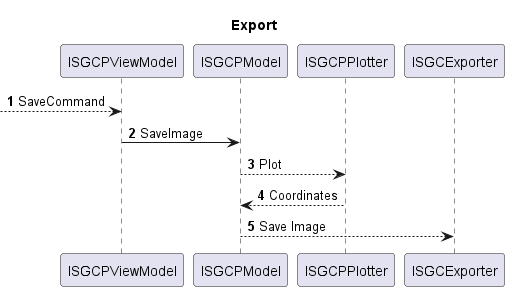 Export
ISGCPViewModel ISGCPModel ISGCPPlotter ISGCExporter
1 SaveCommand
2 SaveImage
3 Plot
4 Coordinates
5 Save Image
ISGCPViewModel ISGCPModel ISGCPPlotter ISGCExporter